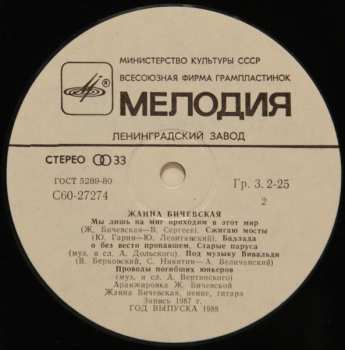 МИНИСТЕРСТВО КУЛЬТУРЫ СССР
ВСЕСОЮЗНАЯ ФИРМА ГРАМПЛАСТИНОК
МЕЛОДИЯ
ЛЕНИНГРАДСКИЙ ЗАВОД
СТЕРЕО 33
ГОСТ 5289-80
С60-27274
Гр. 3. 2-25
2
ЖАННА БИЧЕВСКАЯ
Мы лишь на миг приходим в этот мир
(Ж. Бичевская—В. Сергеев). Сжигаю мосты
(Ю. Гарин—Ю. Левитанский). Баллада
о без вести пропавшем. Старые паруса
(муз. и сл. А. Дольского). Под музыку Вивальди
(В. Берковский, С. Никитин—А. Величанский)
Проводы погибших юнкеров
(муз. и сл. А. Вертинского)
Аранжировка Ж. Бичевской
Жанна Бичевская, пение, гитара
Запись 1987 г.
ГОД ВЫПУСКА 1988